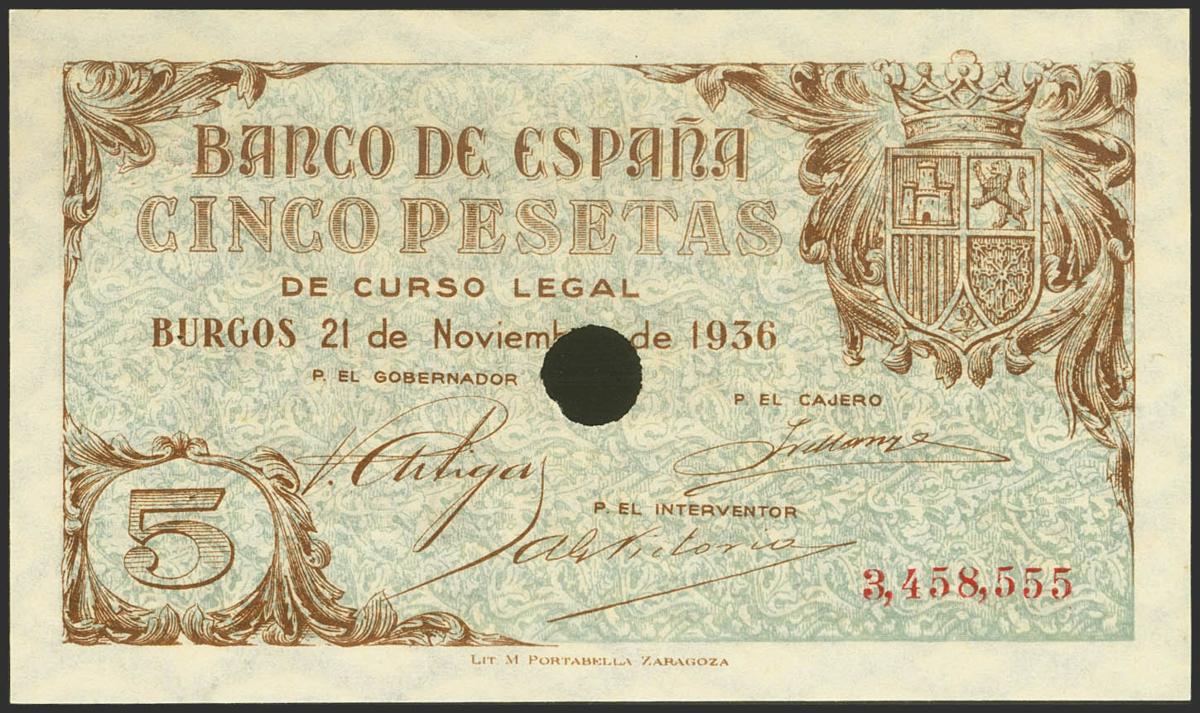 BANCO DE ESPAÑA
CINCO PESETAS
DE CURSO LEGAL
BURGOS 21 de Noviem de 1936
P. EL GOBERNADOR
P EL CAJERO
P. EL INTERVENTOR
5
3,458,555
LIT M PORTABELLA ZARAGOZA